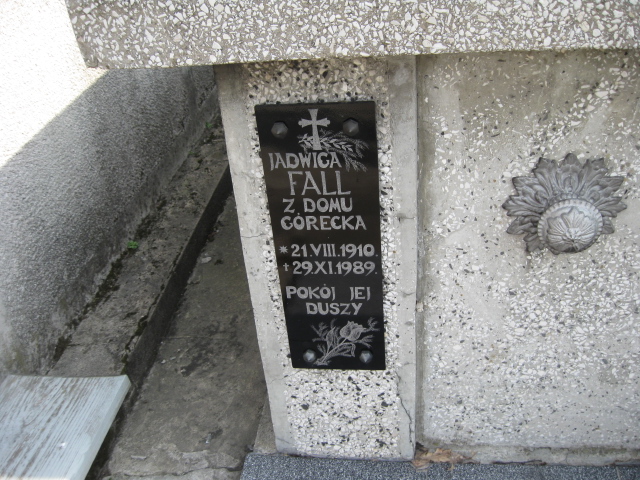 JADWIGA
FALL
Z DOMU
GÓRECKA
* 21.VIII.1910.
+ 29.XI.1989.
POKÓJ JEJ
DUSZY